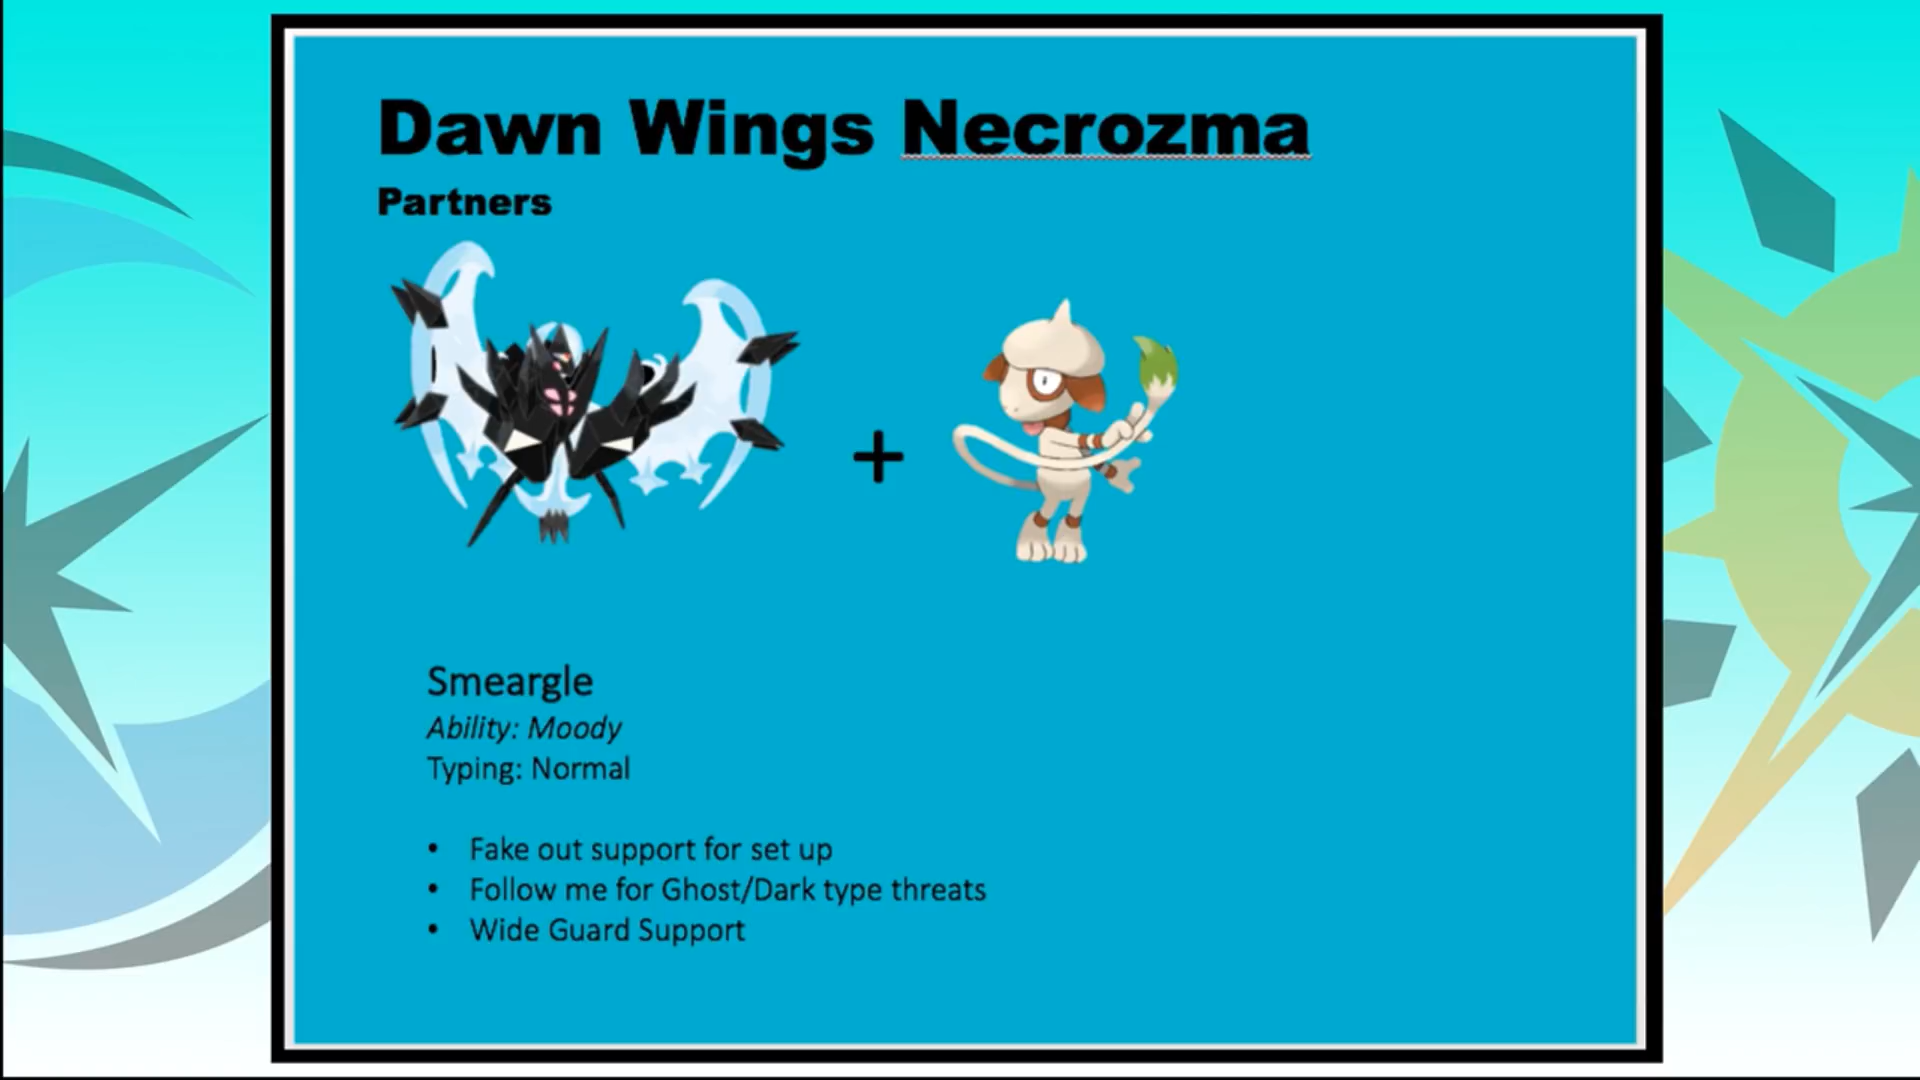 Dawn Wings Necrozma
Partners
+
Smeargle
Ability: Moody
Typing: Normal
• Fake out support for set up
• Follow me for Ghost/Dark type threats
• Wide Guard Support